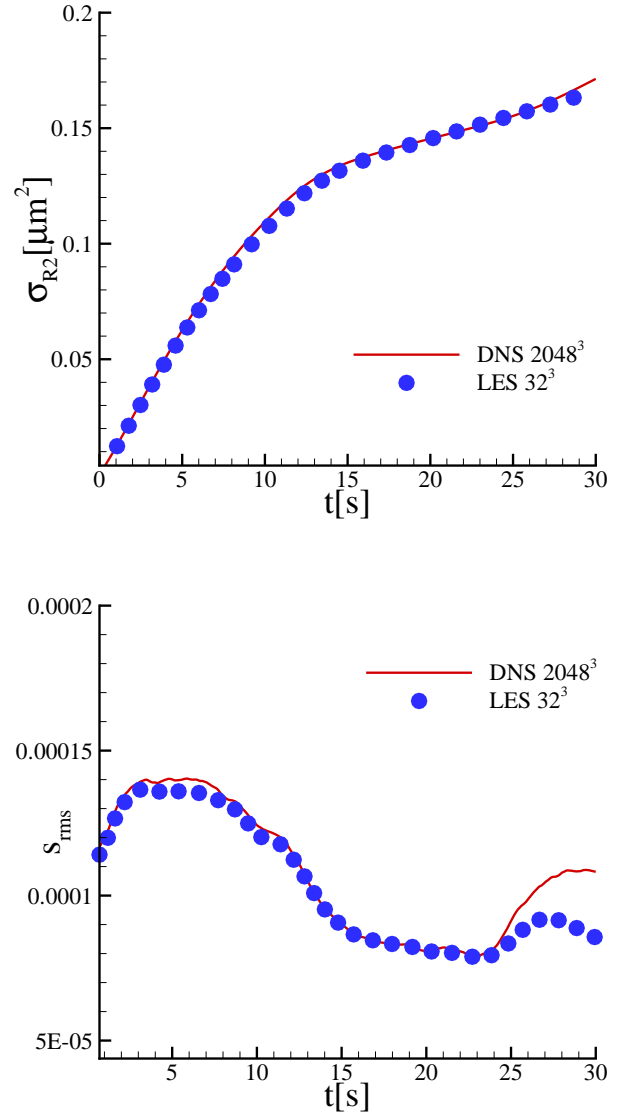 0.2
0.15
0.1
0.05
σR2[μm²]
DNS 2048³
LES 32³
0 5 10 15 20 25 30
t[s]
0.0002
0.00015
0.0001
5E-05
srms
DNS 2048³
LES 32³
5 10 15 20 25 30
t[s]